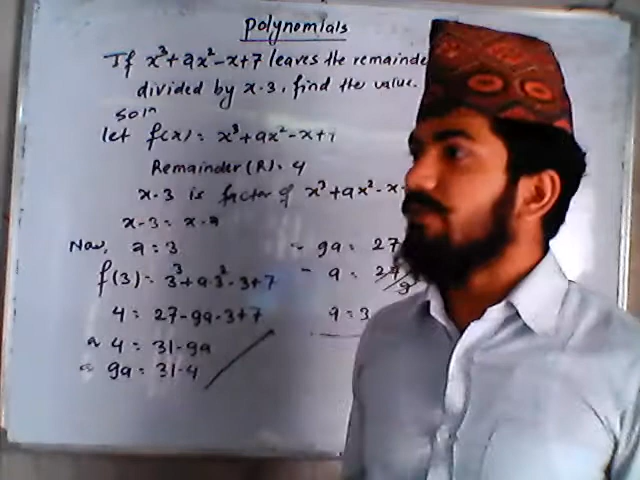 Polynomials
If x³+ax²-x+7 leaves the remainde
divided by x-3, find the value.
Solⁿ
let f(x) = x³+ax²-x+7
Remainder (R) = 4
x-3 is factor of x³+ax²-x
x-3 = x-a
Now, a = 3
f(3) = 3³+a·3²-3+7
4 = 27-9a-3+7
4 = 31-9a
9a = 31-4
9a = 27
a = 27/9
a = 3